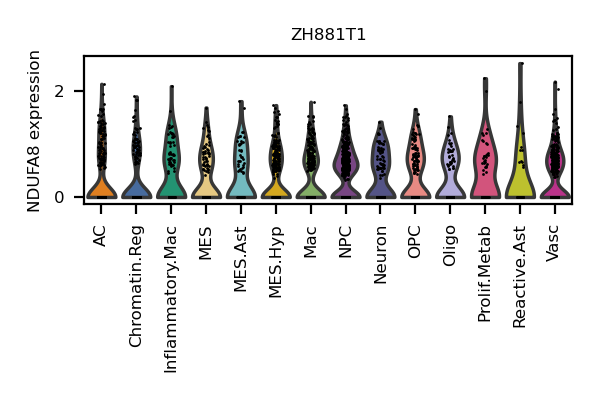 ZH881T1
NDUFA8 expression
2
0
AC
Chromatin.Reg
Inflammatory.Mac
MES
MES.Ast
MES.Hyp
Mac
NPC
Neuron
OPC
Oligo
Prolif.Metab
Reactive.Ast
Vasc